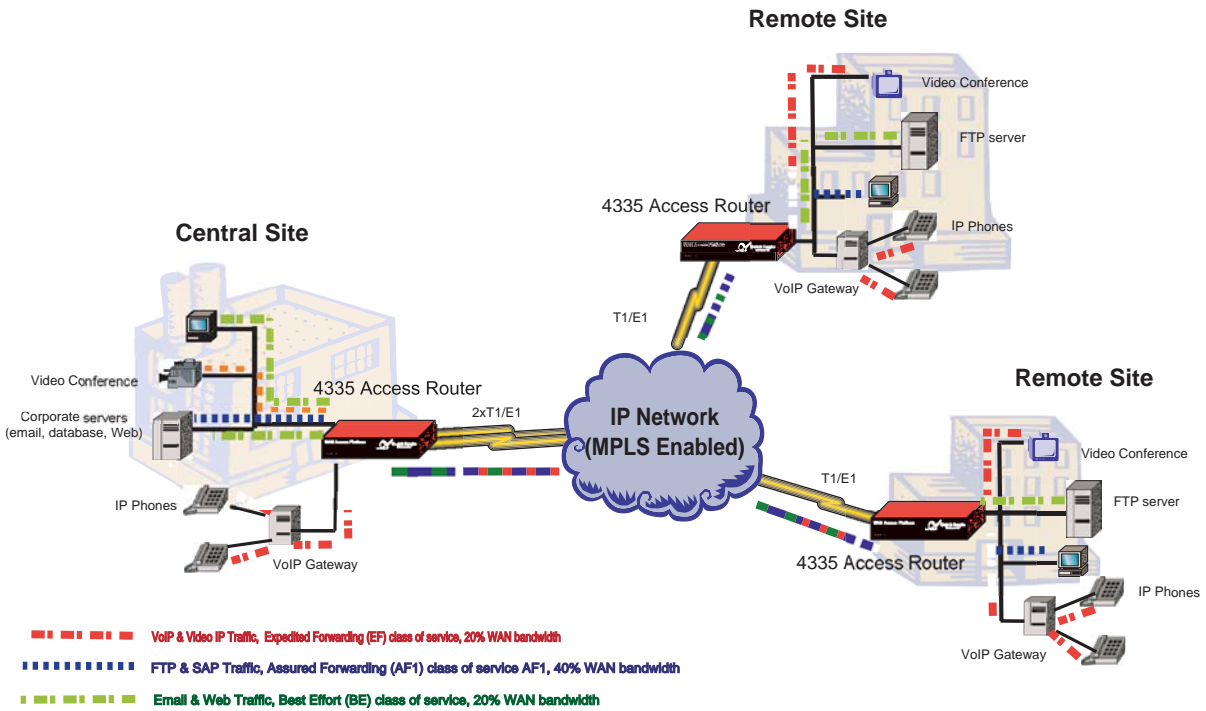 Remote Site
Video Conference
FTP server
4335 Access Router
IP Phones
VoIP Gateway
T1/E1
Central Site
Video Conference
4335 Access Router
Corporate servers
(email, database, Web)
2xT1/E1
IP Network
(MPLS Enabled)
IP Phones
VoIP Gateway
Remote Site
Video Conference
T1/E1
FTP server
4335 Access Router
IP Phones
VoIP Gateway
VoIP & Video IP Traffic, Expedited Forwarding (EF) class of service, 20% WAN bandwidth
FTP & SAP Traffic, Assured Forwarding (AF1) class of service AF1, 40% WAN bandwidth
Email & Web Traffic, Best Effort (BE) class of service, 20% WAN bandwidth